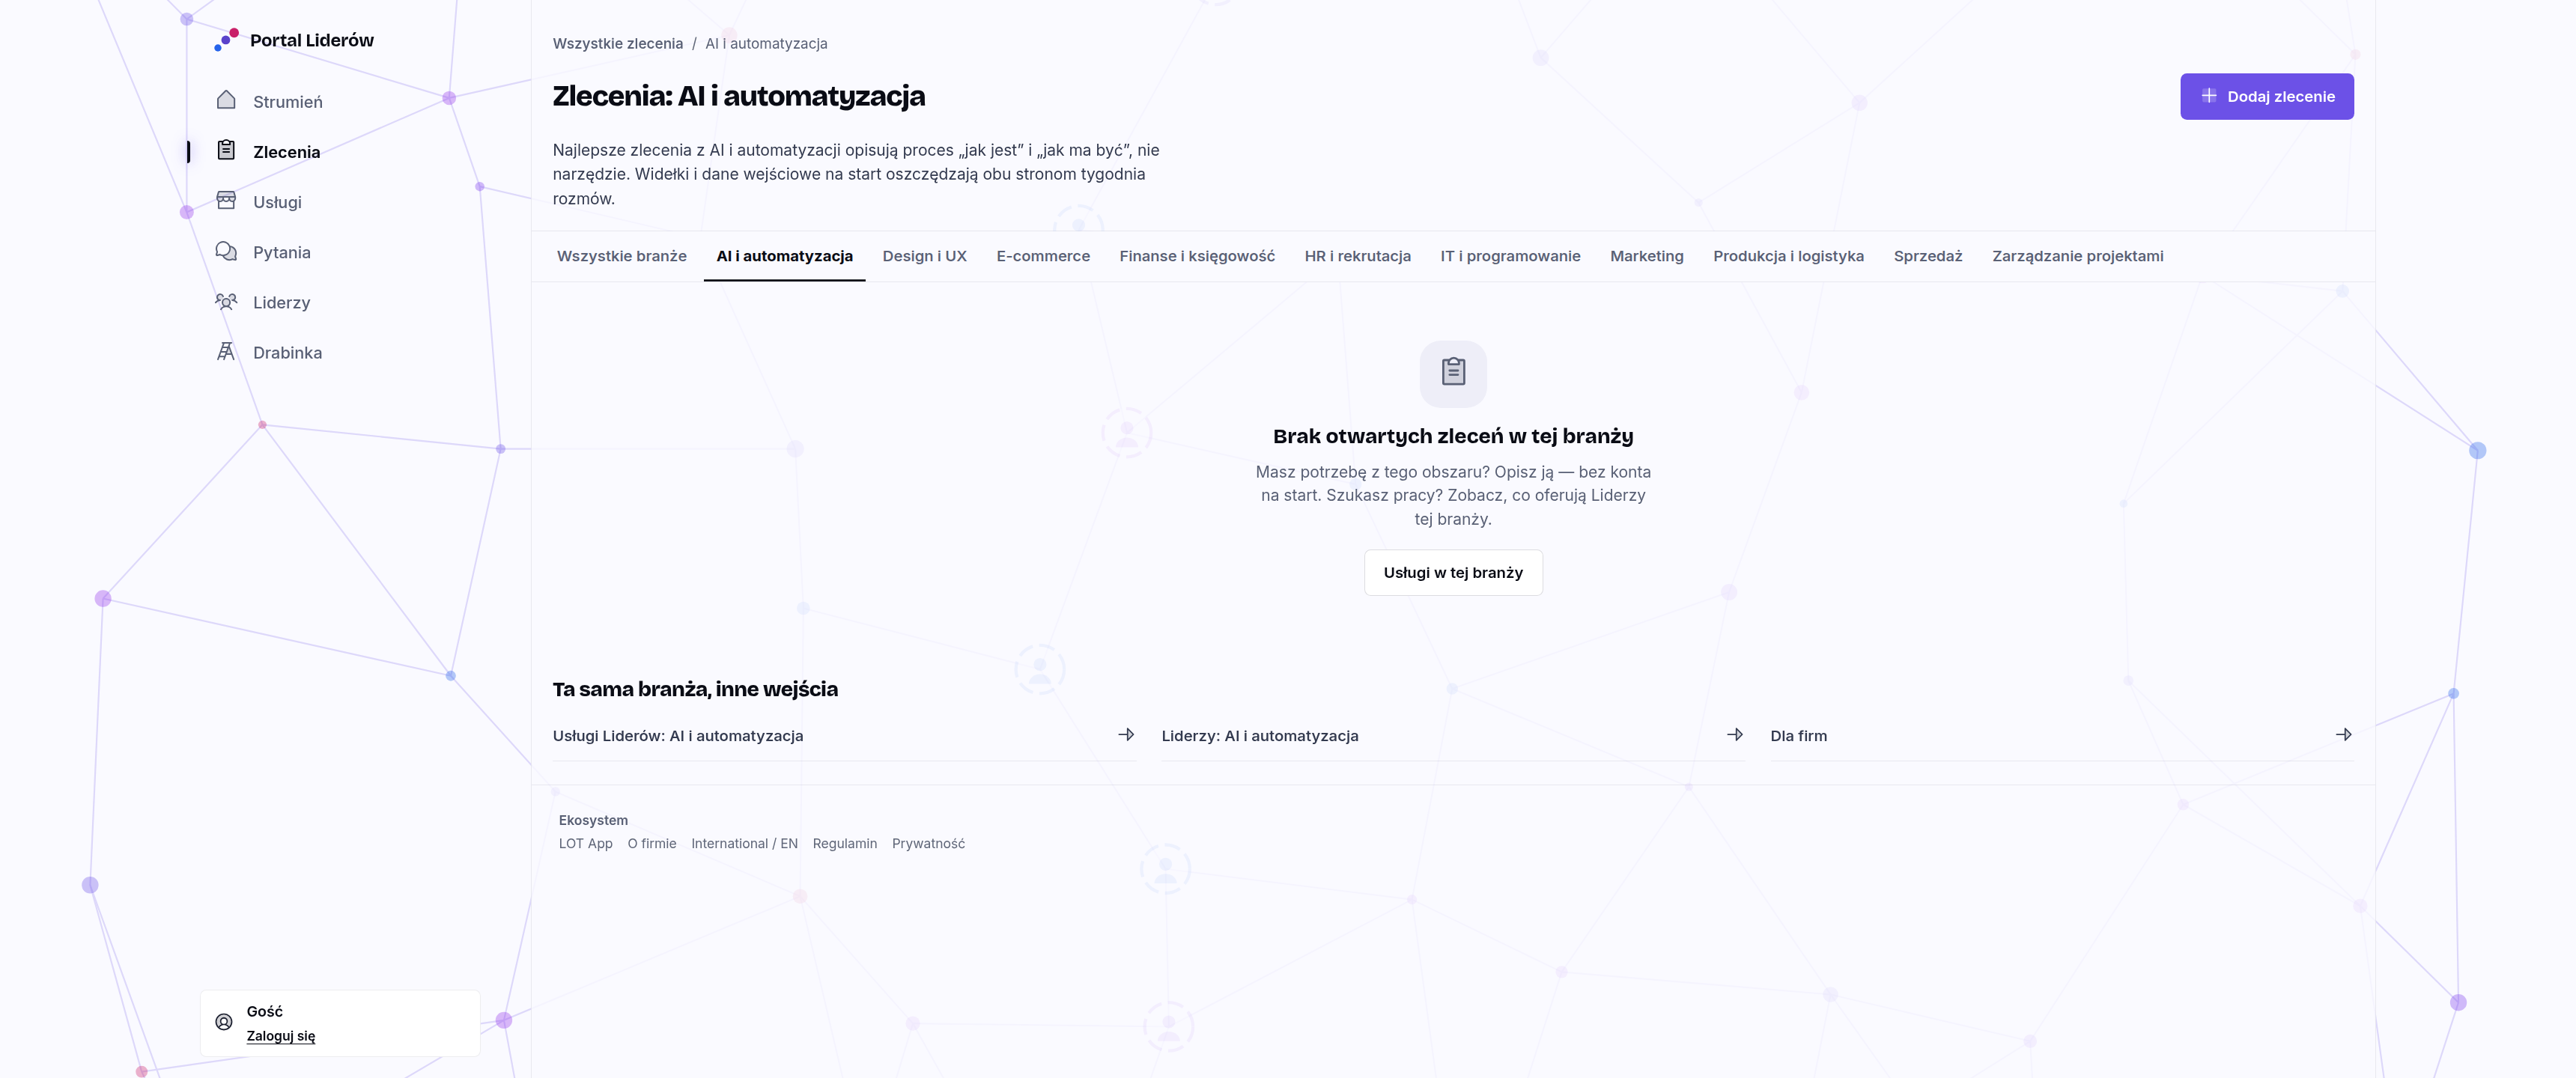 Portal Liderów
Strumień
Zlecenia
Usługi
Pytania
Liderzy
Drabinka
Gość
Zaloguj się
Wszystkie zlecenia / AI i automatyzacja
Zlecenia: AI i automatyzacja
Dodaj zlecenie
Najlepsze zlecenia z AI i automatyzacji opisują proces „jak jest” i „jak ma być”, nie
narzędzie. Widełki i dane wejściowe na start oszczędzają obu stronom tygodnia
rozmów.
Wszystkie branże AI i automatyzacja Design i UX E-commerce Finanse i księgowość HR i rekrutacja IT i programowanie Marketing Produkcja i logistyka Sprzedaż Zarządzanie projektami
Brak otwartych zleceń w tej branży
Masz potrzebę z tego obszaru? Opisz ją — bez konta
na start. Szukasz pracy? Zobacz, co oferują Liderzy
tej branży.
Usługi w tej branży
Ta sama branża, inne wejścia
Usługi Liderów: AI i automatyzacja
Liderzy: AI i automatyzacja
Dla firm
Ekosystem
LOT App O firmie International / EN Regulamin Prywatność